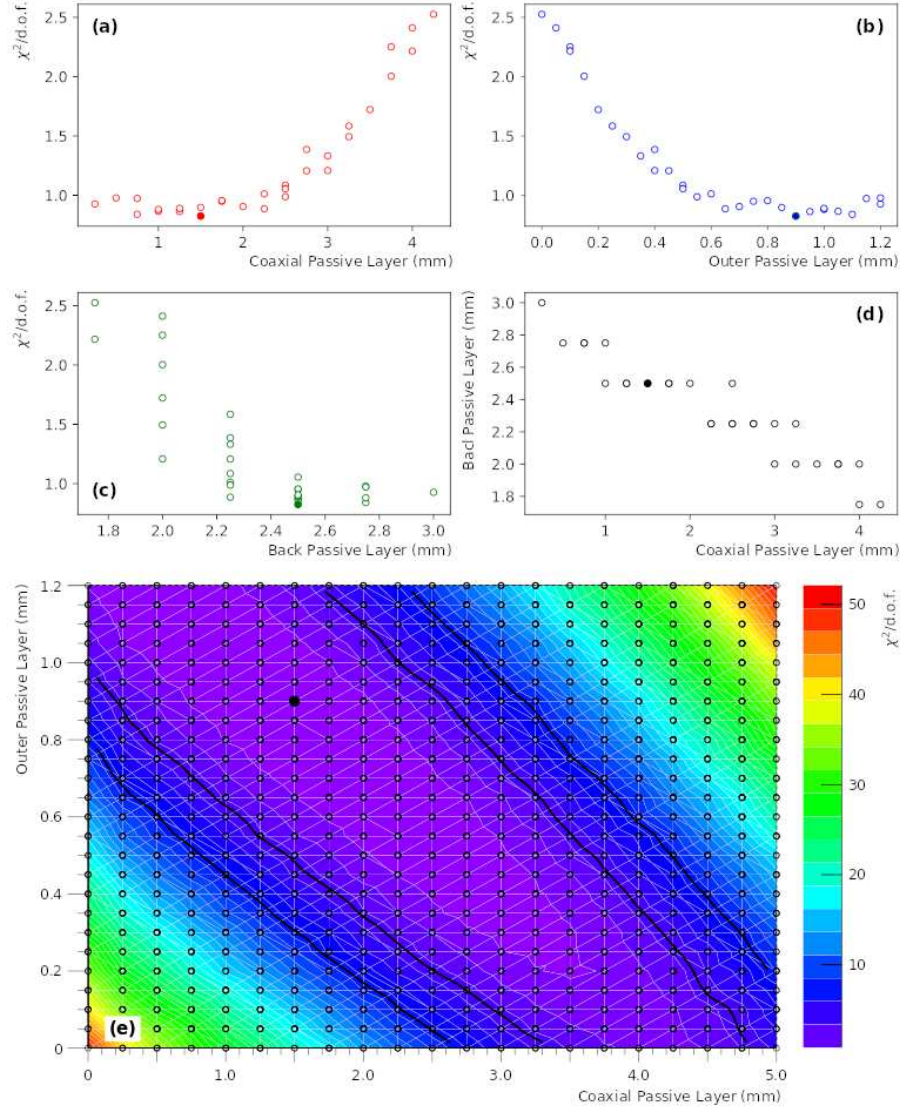 (a)
χ²/d.o.f.
2.5
2.0
1.5
1.0
1 2 3 4
Coaxial Passive Layer (mm)
(b)
χ²/d.o.f.
2.5
2.0
1.5
1.0
0.0 0.2 0.4 0.6 0.8 1.0 1.2
Outer Passive Layer (mm)
(c)
χ²/d.o.f.
2.5
2.0
1.5
1.0
1.8 2.0 2.2 2.4 2.6 2.8 3.0
Back Passive Layer (mm)
(d)
Bacl Passive Layer (mm)
3.0
2.8
2.6
2.4
2.2
2.0
1.8
1 2 3 4
Coaxial Passive Layer (mm)
(e)
Outer Passive Layer (mm)
1.2
1.0
0.8
0.6
0.4
0.2
0
0 1.0 2.0 3.0 4.0 5.0
Coaxial Passive Layer (mm)
χ²/d.o.f.
50
40
30
20
10